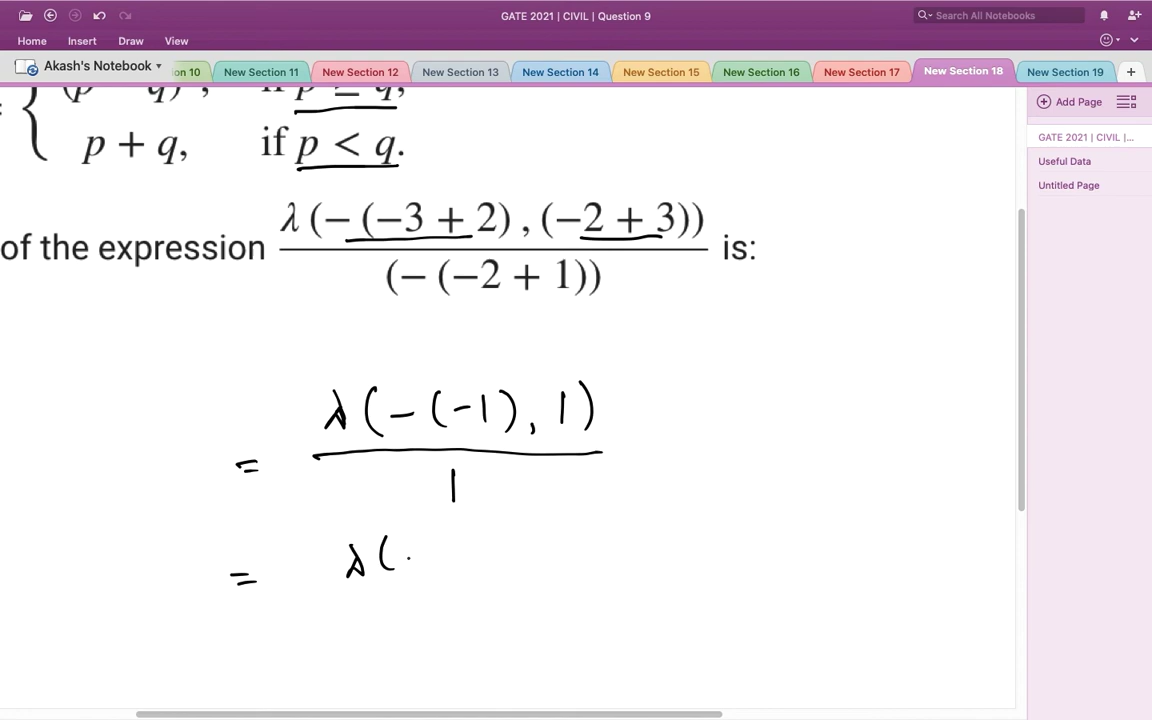 GATE 2021 | CIVIL | Question 9
Search All Notebooks
Home Insert Draw View
Akash's Notebook
on 10 New Section 11 New Section 12 New Section 13 New Section 14 New Section 15 New Section 16 New Section 17 New Section 18 New Section 19 +
Add Page
GATE 2021 | CIVIL |...
Useful Data
Untitled Page
p + q, if p < q.
λ (− (−3 + 2) , (−2 + 3))
of the expression is:
(− (−2 + 1))
λ (− (−1), 1)
=
1
= λ (